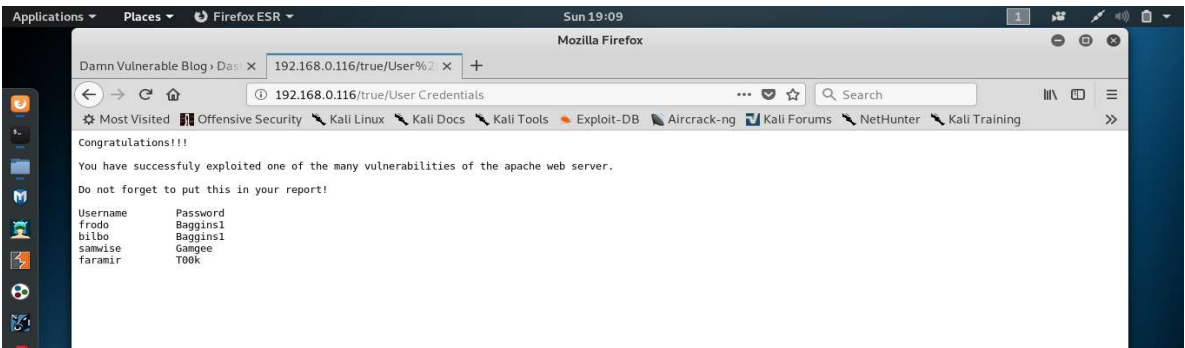 Applications Places Firefox ESR Sun 19:09 1
Mozilla Firefox
Damn Vulnerable Blog › Das 192.168.0.116/true/User%2
192.168.0.116/true/User Credentials Search
Most Visited Offensive Security Kali Linux Kali Docs Kali Tools Exploit-DB Aircrack-ng Kali Forums NetHunter Kali Training
Congratulations!!!
You have successfuly exploited one of the many vulnerabilities of the apache web server.
Do not forget to put this in your report!
Username Password
frodo Baggins1
bilbo Baggins1
samwise Gamgee
faramir T00k